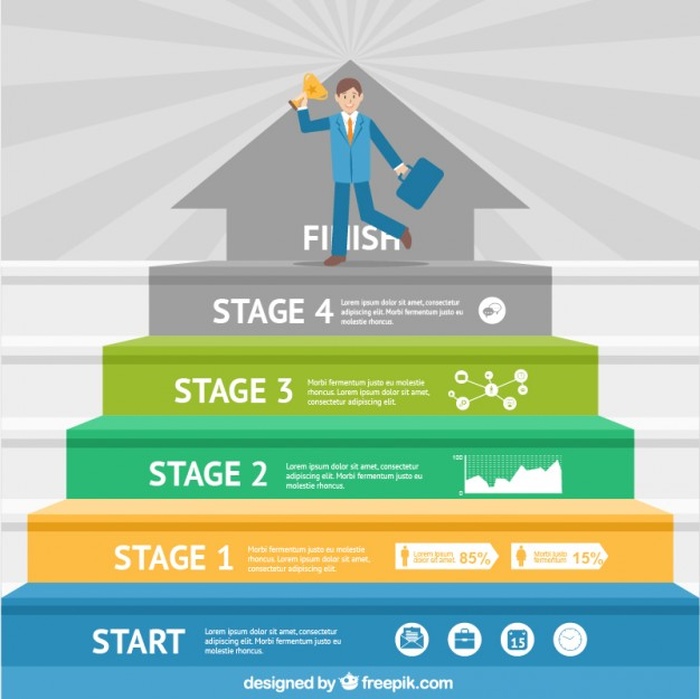 FINISH
STAGE 4
Lorem ipsum dolor sit amet, consectetur
adipiscing elit. Morbi fermentum justo eu
molestie rhoncus.
STAGE 3
Morbi fermentum justo eu molestie
rhoncus. Lorem ipsum dolor sit amet,
consectetur adipiscing elit.
STAGE 2
Lorem ipsum dolor sit amet, consectetur
adipiscing elit. Morbi fermentum justo eu
molestie rhoncus.
100
0
STAGE 1
Morbi fermentum justo eu molestie
rhoncus. Lorem ipsum dolor sit amet,
consectetur adipiscing elit.
Lorem ipsum
dolor sit amet
85%
Morbi justo
fermentum
15%
START
Lorem ipsum dolor sit amet, consectetur
adipiscing elit. Morbi fermentum justo eu
molestie rhoncus.
15
designed by freepik.com